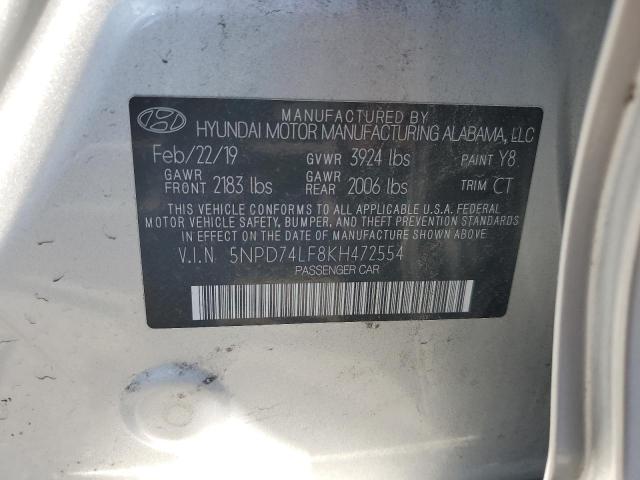 MANUFACTURED BY
HYUNDAI MOTOR MANUFACTURING ALABAMA, LLC
Feb/22/19 GVWR 3924 lbs PAINT Y8
GAWR FRONT 2183 lbs GAWR REAR 2006 lbs TRIM CT
THIS VEHICLE CONFORMS TO ALL APPLICABLE U.S.A. FEDERAL
MOTOR VEHICLE SAFETY, BUMPER, AND THEFT PREVENTION STANDARDS
IN EFFECT ON THE DATE OF MANUFACTURE SHOWN ABOVE.
V.I.N 5NPD74LF8KH472554
PASSENGER CAR